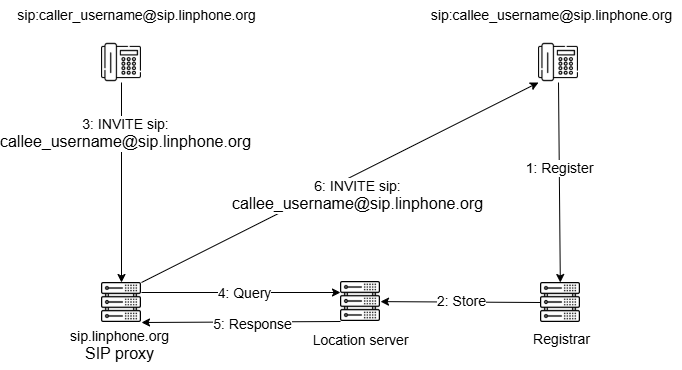 sip:caller_username@sip.linphone.org
sip:callee_username@sip.linphone.org
3: INVITE sip:
callee_username@sip.linphone.org
1: Register
6: INVITE sip:
callee_username@sip.linphone.org
4: Query
2: Store
5: Response
sip.linphone.org
SIP proxy
Location server
Registrar